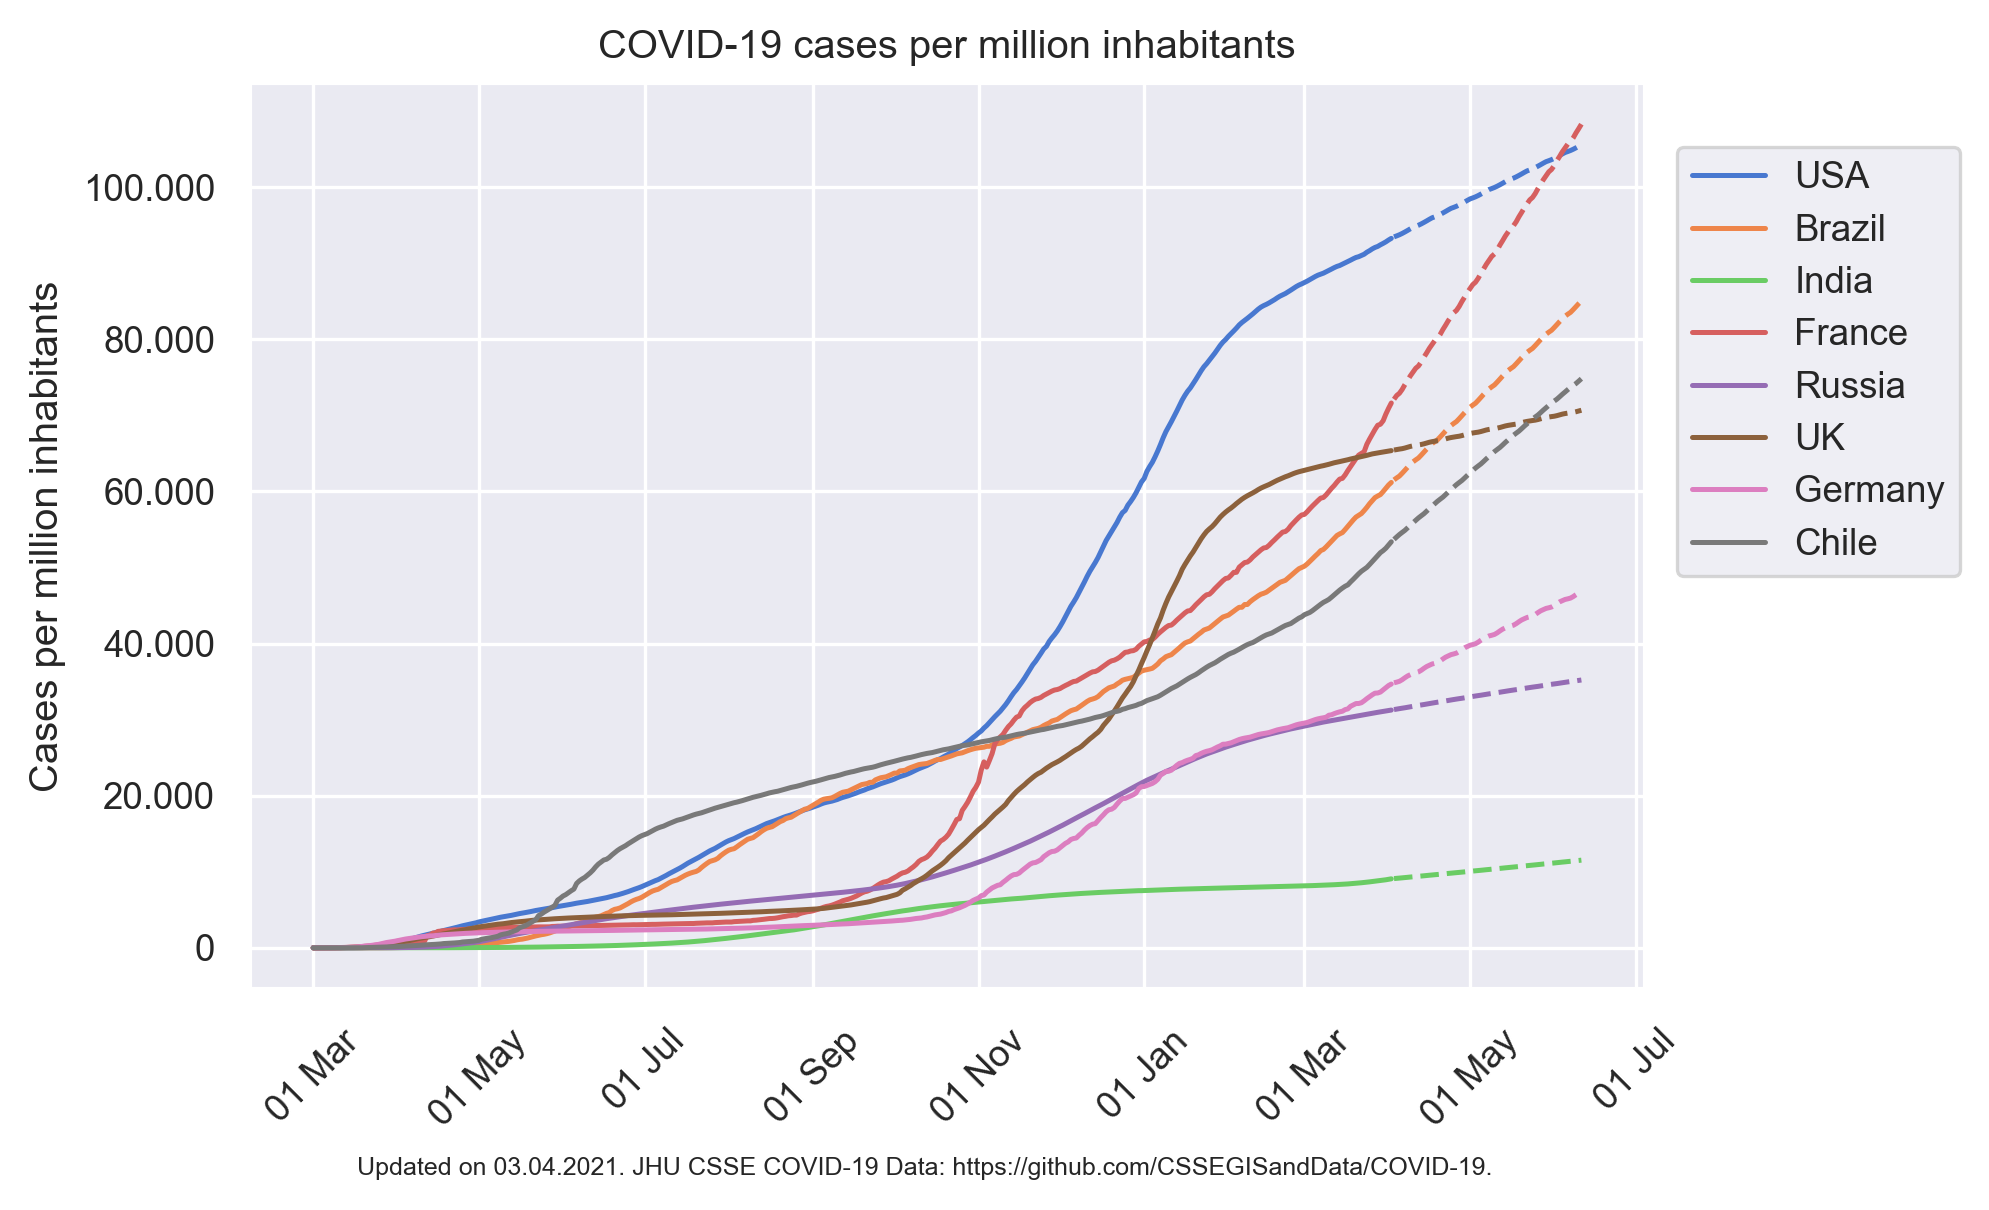 COVID-19 cases per million inhabitants
Cases per million inhabitants
100.000
80.000
60.000
40.000
20.000
0
USA
Brazil
India
France
Russia
UK
Germany
Chile
01 Mar
01 May
01 Jul
01 Sep
01 Nov
01 Jan
01 Mar
01 May
01 Jul
Updated on 03.04.2021. JHU CSSE COVID-19 Data: https://github.com/CSSEGISandData/COVID-19.